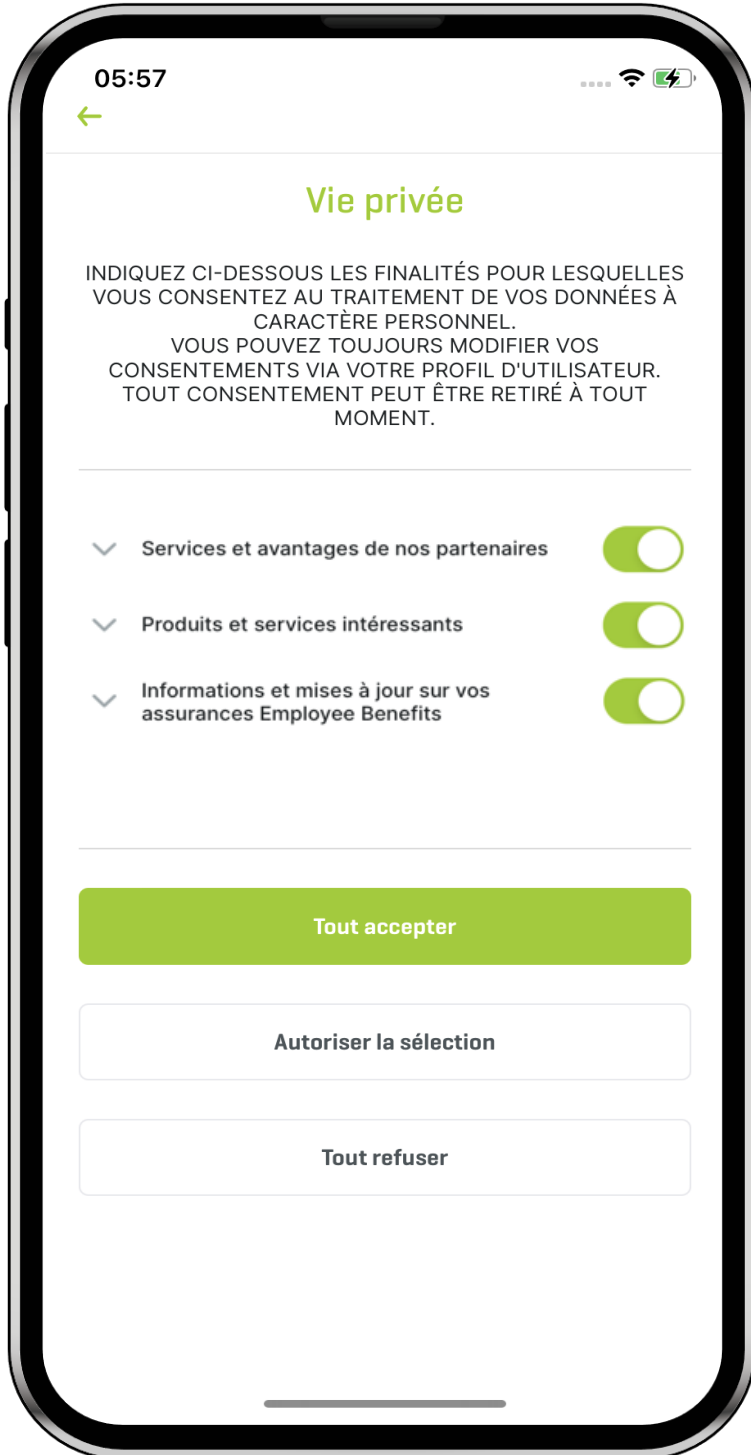 05:57
Vie privée
INDIQUEZ CI-DESSOUS LES FINALITÉS POUR LESQUELLES
VOUS CONSENTEZ AU TRAITEMENT DE VOS DONNÉES À
CARACTÈRE PERSONNEL.
VOUS POUVEZ TOUJOURS MODIFIER VOS
CONSENTEMENTS VIA VOTRE PROFIL D'UTILISATEUR.
TOUT CONSENTEMENT PEUT ÊTRE RETIRÉ À TOUT
MOMENT.
Services et avantages de nos partenaires
Produits et services intéressants
Informations et mises à jour sur vos
assurances Employee Benefits
Tout accepter
Autoriser la sélection
Tout refuser